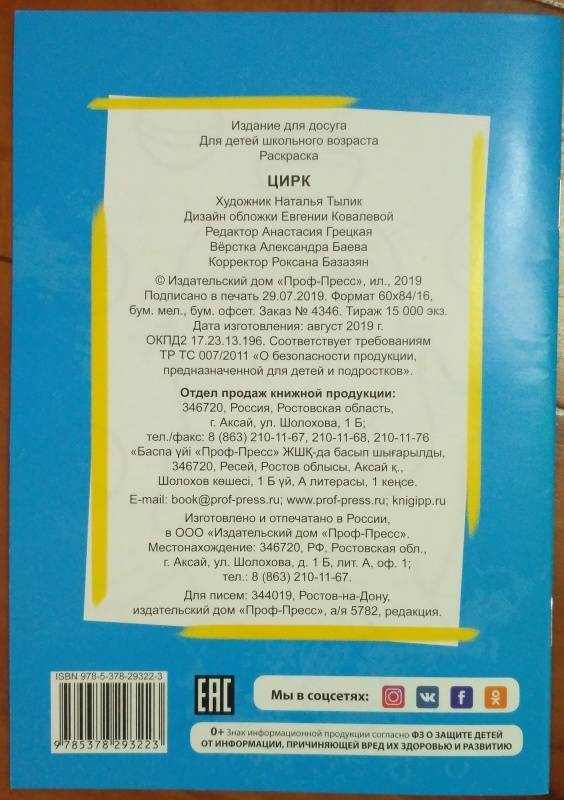 Издание для досуга
Для детей школьного возраста
Раскраска
ЦИРК
Художник Наталья Тылик
Дизайн обложки Евгении Ковалевой
Редактор Анастасия Грецкая
Вёрстка Александра Баева
Корректор Роксана Базазян
© Издательский дом «Проф-Пресс», ил., 2019
Подписано в печать 29.07.2019. Формат 60х84/16,
бум. мел., бум. офсет. Заказ № 4346. Тираж 15 000 экз.
Дата изготовления: август 2019 г.
ОКПД2 17.23.13.196. Соответствует требованиям
ТР ТС 007/2011 «О безопасности продукции,
предназначенной для детей и подростков».
Отдел продаж книжной продукции:
346720, Россия, Ростовская область,
г. Аксай, ул. Шолохова, 1 Б;
тел./факс: 8 (863) 210-11-67, 210-11-68, 210-11-76
«Баспа үйі «Проф-Пресс» ЖШҚ-да басып шығарылды,
346720, Ресей, Ростов облысы, Аксай қ.,
Шолохов көшесі, 1 Б үй, А литерасы, 1 кеңсе.
E-mail: book@prof-press.ru; www.prof-press.ru; knigipp.ru
Изготовлено и отпечатано в России,
в ООО «Издательский дом «Проф-Пресс».
Местонахождение: 346720, РФ, Ростовская обл.,
г. Аксай, ул. Шолохова, д. 1 Б, лит. А, оф. 1;
тел.: 8 (863) 210-11-67.
Для писем: 344019, Ростов-на-Дону,
издательский дом «Проф-Пресс», а/я 5782, редакция.
ISBN 978-5-378-29322-3
9 785378 293223
EAC
Мы в соцсетях:
0+ Знак информационной продукции согласно ФЗ О ЗАЩИТЕ ДЕТЕЙ
ОТ ИНФОРМАЦИИ, ПРИЧИНЯЮЩЕЙ ВРЕД ИХ ЗДОРОВЬЮ И РАЗВИТИЮ